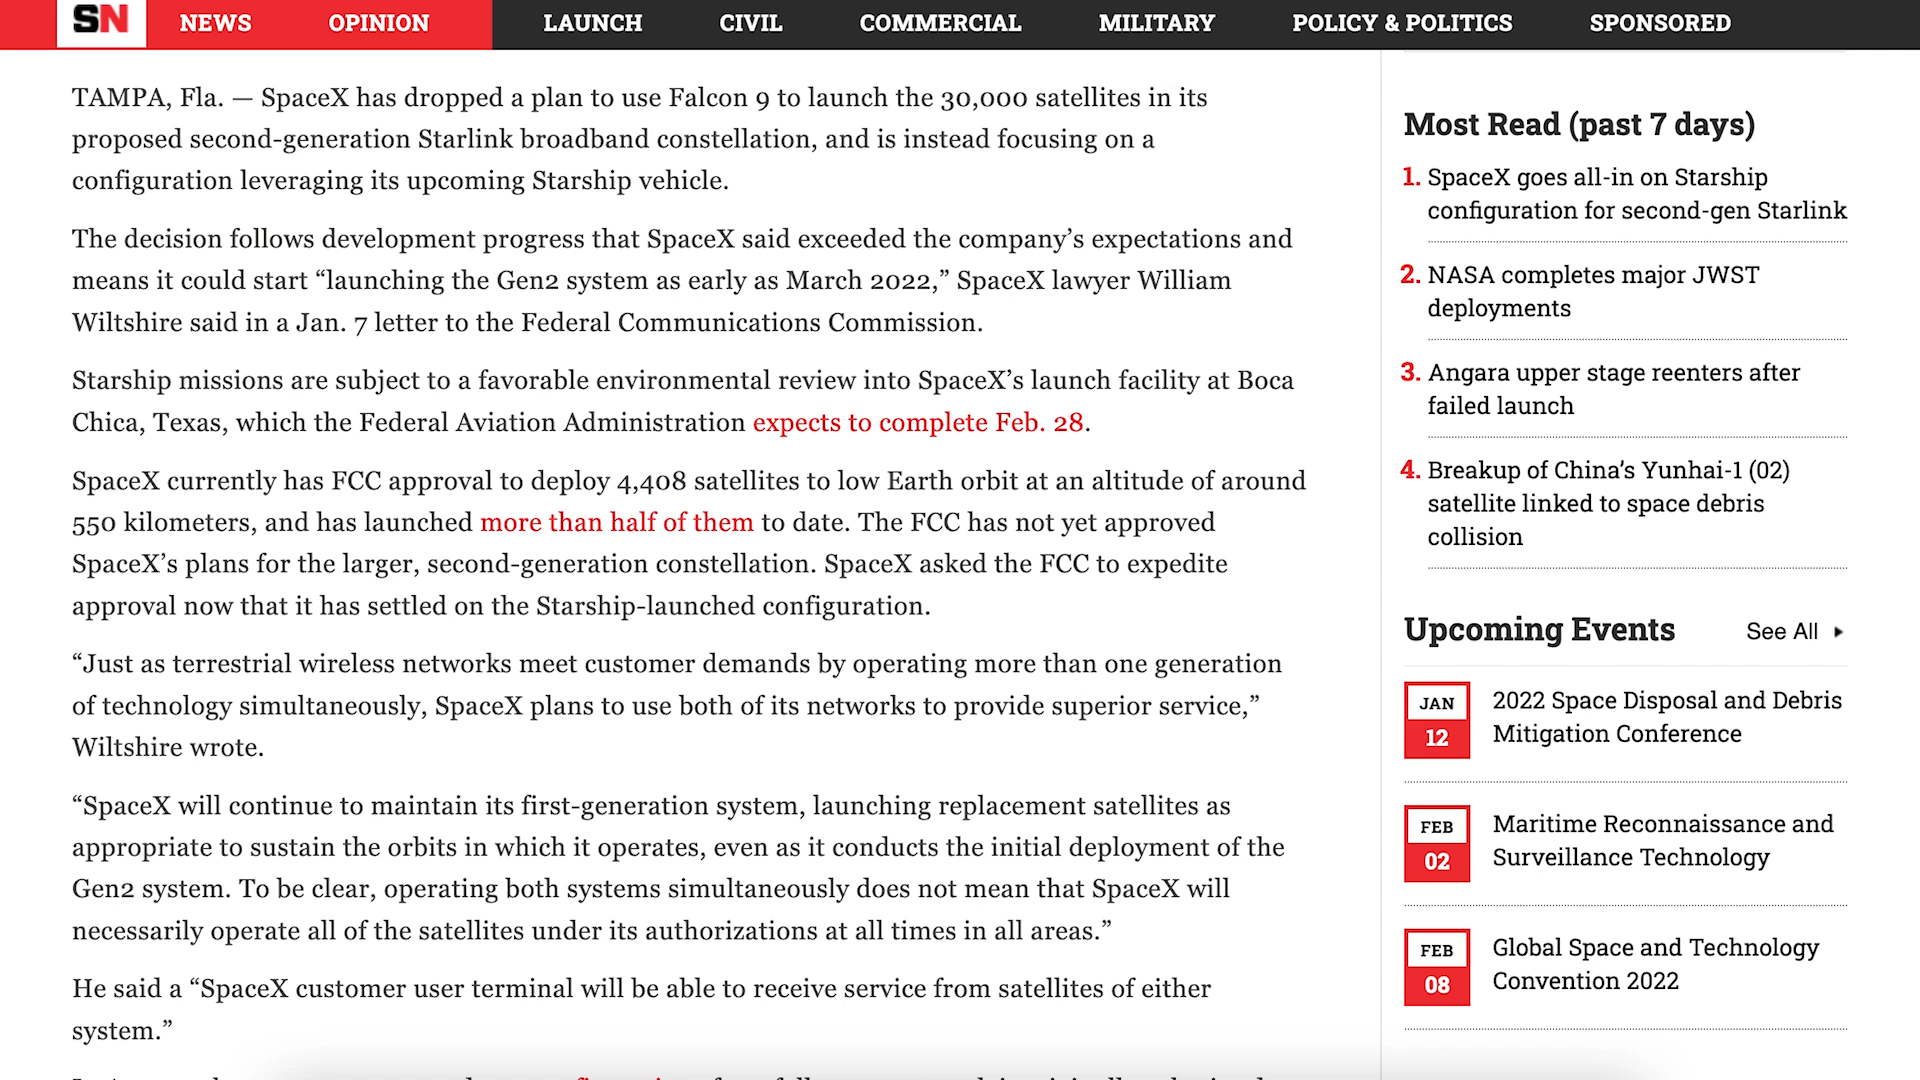 SN NEWS OPINION LAUNCH CIVIL COMMERCIAL MILITARY POLICY & POLITICS SPONSORED
TAMPA, Fla. — SpaceX has dropped a plan to use Falcon 9 to launch the 30,000 satellites in its
proposed second-generation Starlink broadband constellation, and is instead focusing on a
configuration leveraging its upcoming Starship vehicle.
The decision follows development progress that SpaceX said exceeded the company’s expectations and
means it could start “launching the Gen2 system as early as March 2022,” SpaceX lawyer William
Wiltshire said in a Jan. 7 letter to the Federal Communications Commission.
Starship missions are subject to a favorable environmental review into SpaceX’s launch facility at Boca
Chica, Texas, which the Federal Aviation Administration expects to complete Feb. 28.
SpaceX currently has FCC approval to deploy 4,408 satellites to low Earth orbit at an altitude of around
550 kilometers, and has launched more than half of them to date. The FCC has not yet approved
SpaceX’s plans for the larger, second-generation constellation. SpaceX asked the FCC to expedite
approval now that it has settled on the Starship-launched configuration.
“Just as terrestrial wireless networks meet customer demands by operating more than one generation
of technology simultaneously, SpaceX plans to use both of its networks to provide superior service,”
Wiltshire wrote.
“SpaceX will continue to maintain its first-generation system, launching replacement satellites as
appropriate to sustain the orbits in which it operates, even as it conducts the initial deployment of the
Gen2 system. To be clear, operating both systems simultaneously does not mean that SpaceX will
necessarily operate all of the satellites under its authorizations at all times in all areas.”
He said a “SpaceX customer user terminal will be able to receive service from satellites of either
system.”
Most Read (past 7 days)
1. SpaceX goes all-in on Starship
configuration for second-gen Starlink
2. NASA completes major JWST
deployments
3. Angara upper stage reenters after
failed launch
4. Breakup of China’s Yunhai-1 (02)
satellite linked to space debris
collision
Upcoming Events See All
JAN
12
2022 Space Disposal and Debris
Mitigation Conference
FEB
02
Maritime Reconnaissance and
Surveillance Technology
FEB
08
Global Space and Technology
Convention 2022